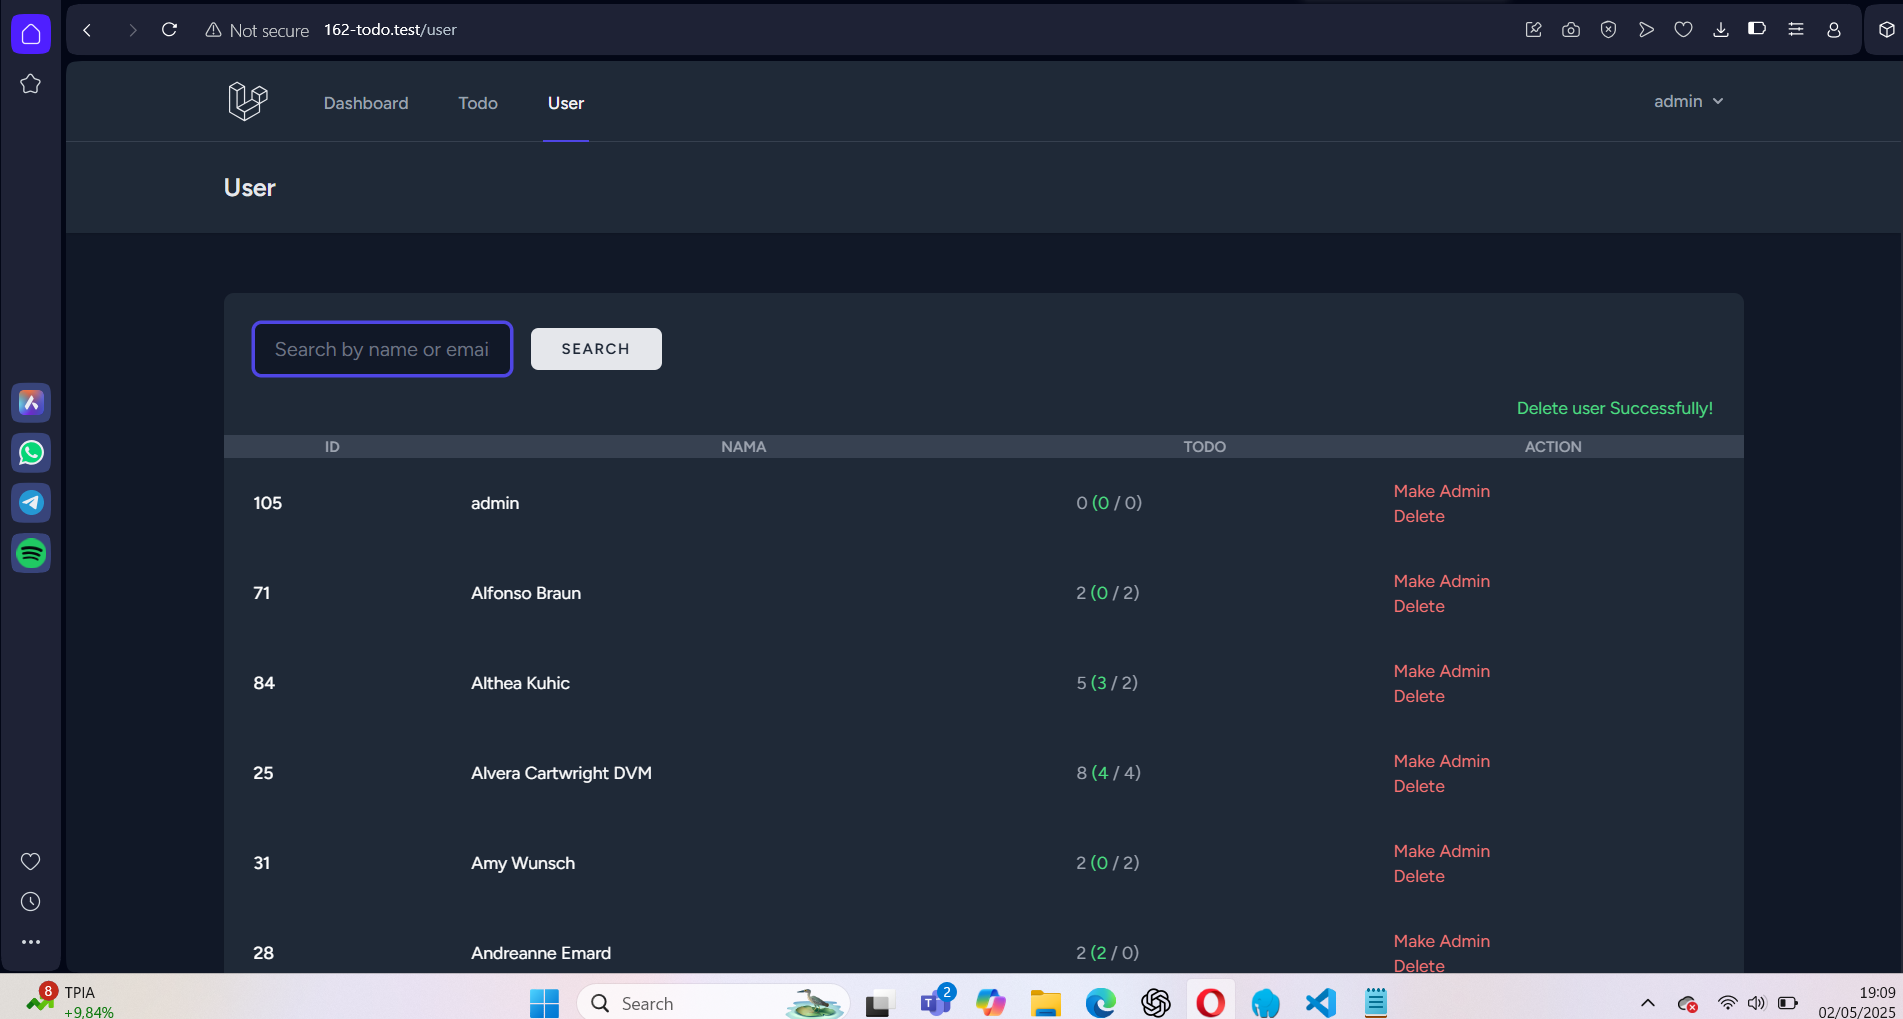 Not secure 162-todo.test/user
Dashboard Todo User admin
User
Search by name or emai SEARCH
Delete user Successfully!
ID NAMA TODO ACTION
105 admin 0 (0 / 0) Make Admin
Delete
71 Alfonso Braun 2 (0 / 2) Make Admin
Delete
84 Althea Kuhic 5 (3 / 2) Make Admin
Delete
25 Alvera Cartwright DVM 8 (4 / 4) Make Admin
Delete
31 Amy Wunsch 2 (0 / 2) Make Admin
Delete
28 Andreanne Emard 2 (2 / 0) Make Admin
Delete
8 TPIA
+9,84%
Search
T 2
19:09
02/05/2025